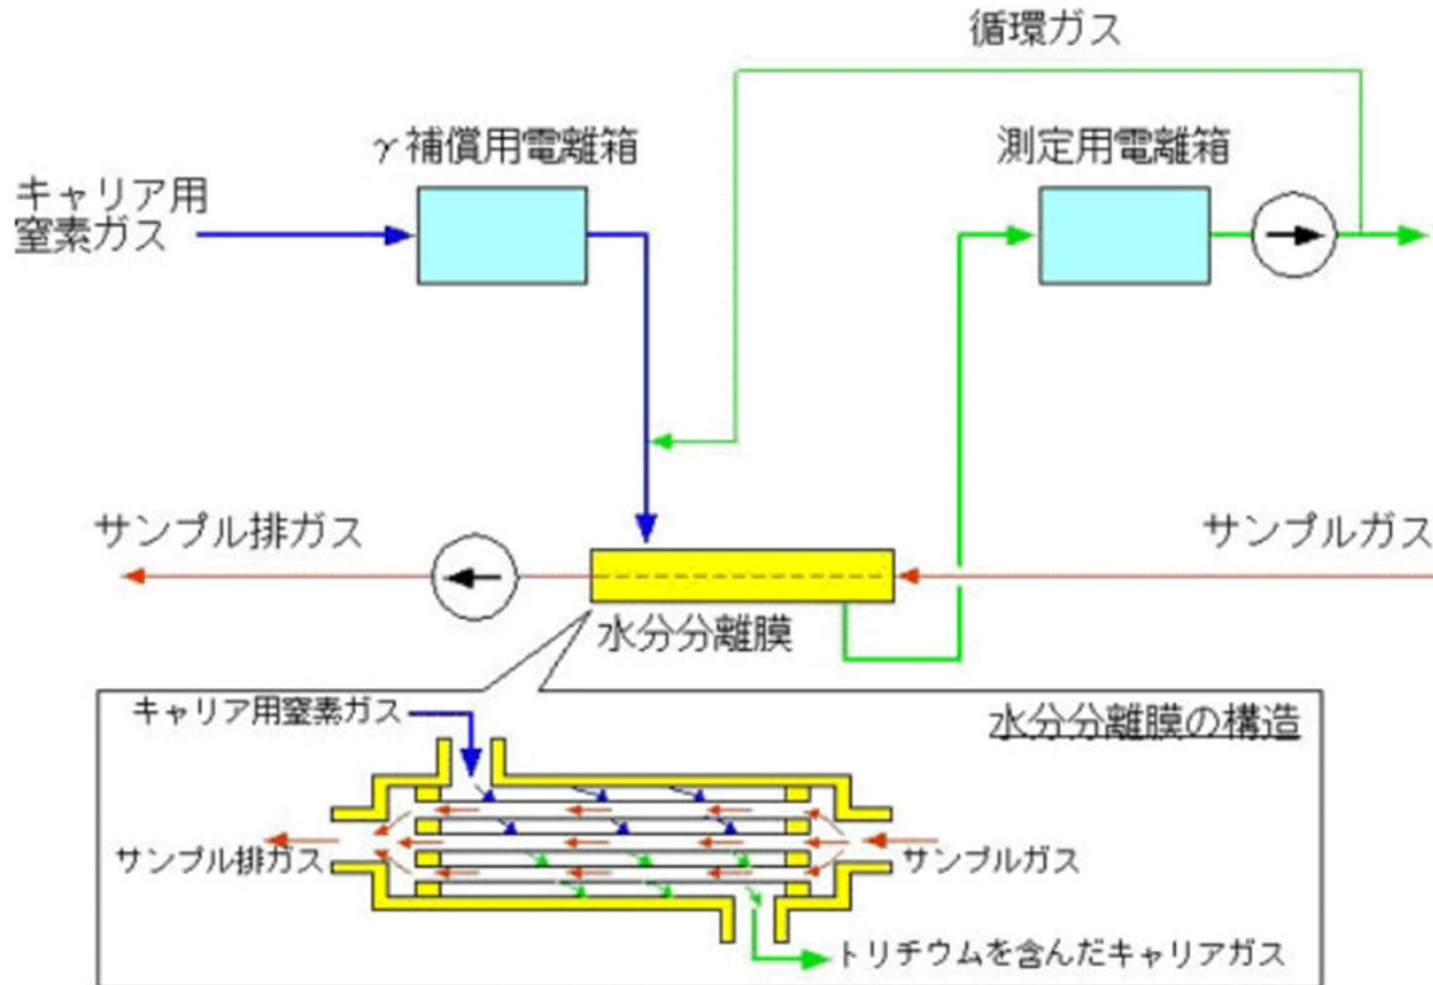 循環ガス
γ補償用電離箱
測定用電離箱
キャリア用
窒素ガス
サンプル排ガス
サンプルガス
水分分離膜
キャリア用窒素ガス
水分分離膜の構造
サンプル排ガス
サンプルガス
トリチウムを含んだキャリアガス